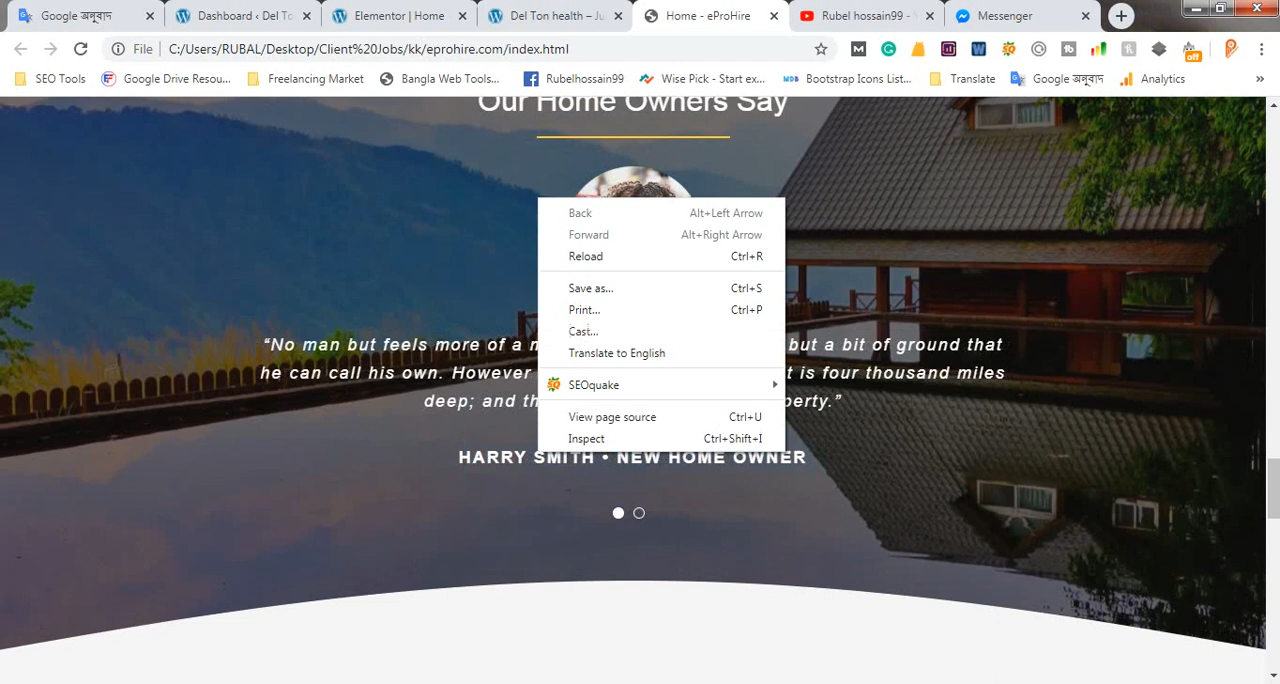 Google অনুবাদ
Dashboard ‹ Del To
Elementor | Home
Del Ton health – Ju
Home - eProHire
Rubel hossain99 - Y
Messenger
File C:/Users/RUBAL/Desktop/Client%20Jobs/kk/eprohire.com/index.html
SEO Tools Google Drive Resou... Freelancing Market Bangla Web Tools... Rubelhossain99 Wise Pick - Start ex... Bootstrap Icons List... Translate Google অনুবাদ Analytics »
Our Home Owners Say
Back Alt+Left Arrow
Forward Alt+Right Arrow
Reload Ctrl+R
Save as... Ctrl+S
Print... Ctrl+P
Cast...
Translate to English
SEOquake
View page source Ctrl+U
Inspect Ctrl+Shift+I
“No man but feels more of a but a bit of ground that
he can call his own. However is four thousand miles
deep; and
HARRY SMITH • NEW HOME OWNER